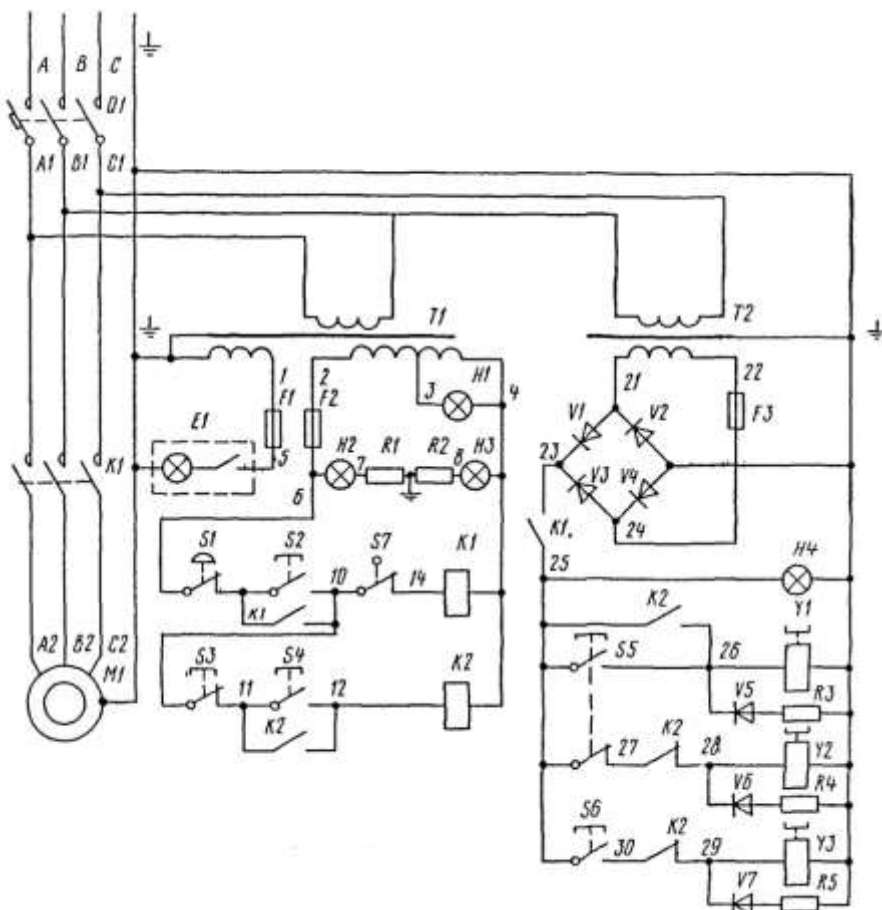 A B C
Q1
A1 B1 C1
T1 T2
1 2 3 H1 4 21 22
F1 F2 V1 V2 F3
E1 H2 R1 R2 H3 23
5 7 8 V3 V4
K1 6 24
K1.
S1 S2 S7 K1 25 H4
10 14
K1 K2 Y1
A2 B2 C2 S3 S4 K2 S5 26
M1 11 12 V5 R3
K2 27 K2 28 Y2
V6 R4
S6 K2
30 29 Y3
V7 R5